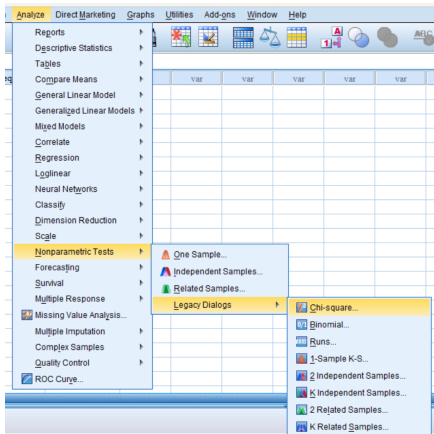 Analyze Direct Marketing Graphs Utilities Add-ons Window Help
A
1
ABC
var var var var var
Reports
Descriptive Statistics
Tables
Compare Means
General Linear Model
Generalized Linear Models
Mixed Models
Correlate
Regression
Loglinear
Neural Networks
Classify
Dimension Reduction
Scale
Nonparametric Tests
Forecasting
Survival
Multiple Response
Missing Value Analysis...
Multiple Imputation
Complex Samples
Quality Control
ROC Curve...
One Sample...
Independent Samples...
Related Samples...
Legacy Dialogs
Chi-square...
0/1 Binomial...
Runs...
1-Sample K-S...
2 Independent Samples...
K Independent Samples...
2 Related Samples...
K Related Samples...